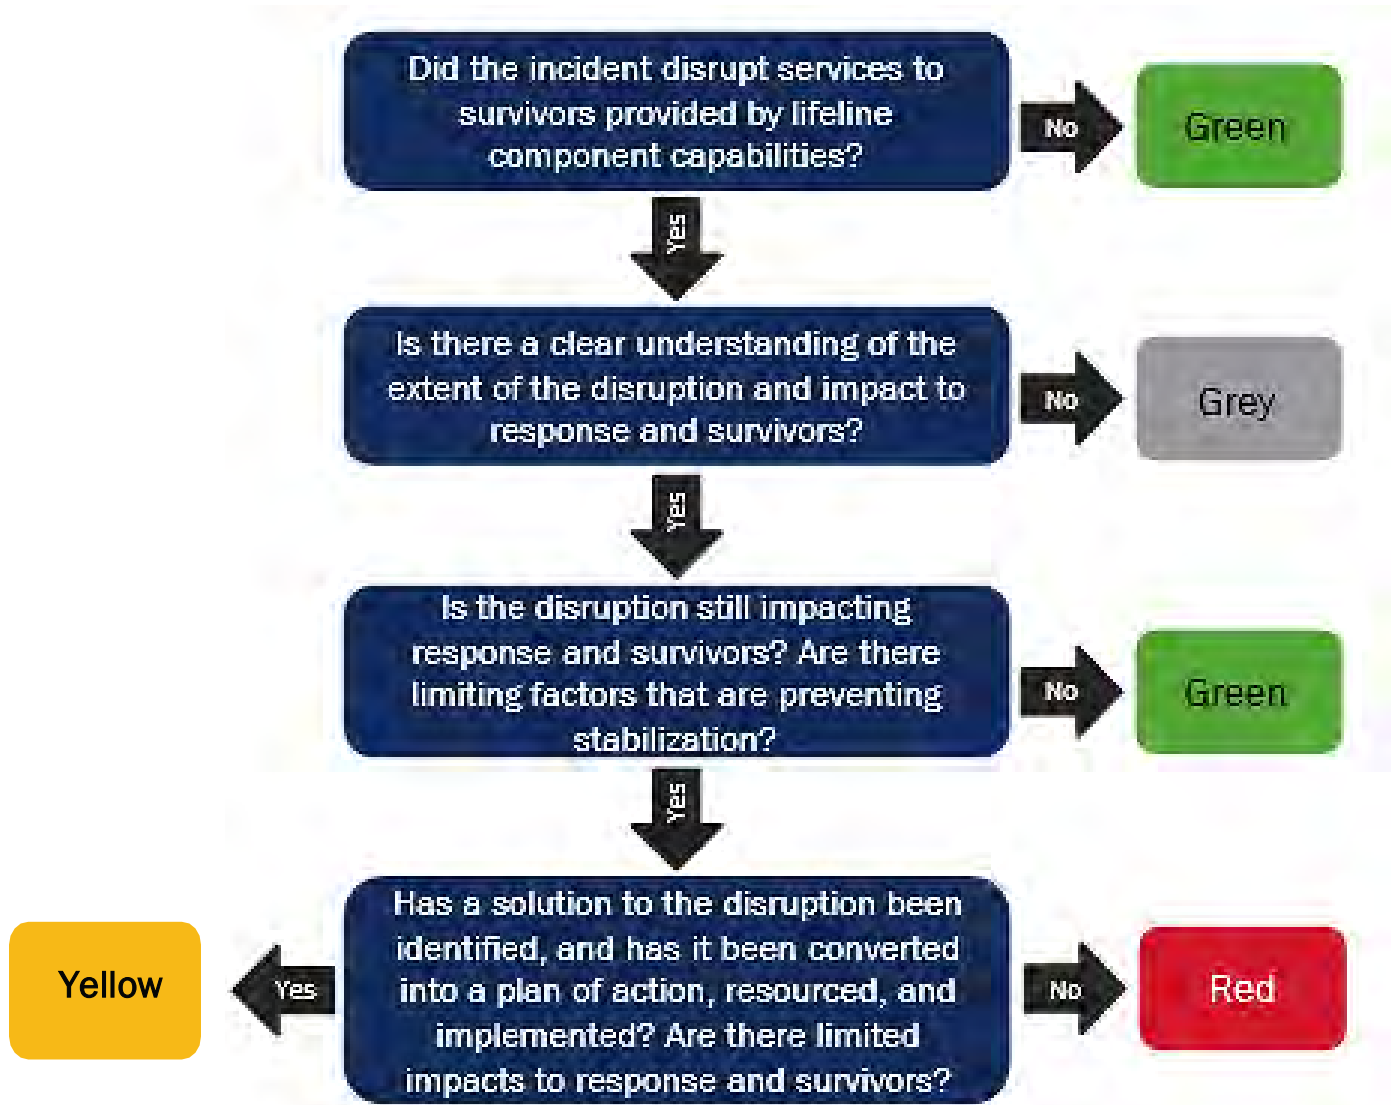 Did the incident disrupt services to
survivors provided by lifeline
component capabilities?
No
Green
Yes
Is there a clear understanding of the
extent of the disruption and impact to
response and survivors?
No
Grey
Yes
Is the disruption still impacting
response and survivors? Are there
limiting factors that are preventing
stabilization?
No
Green
Yes
Has a solution to the disruption been
identified, and has it been converted
into a plan of action, resourced, and
implemented? Are there limited
impacts to response and survivors?
Yes
Yellow
No
Red